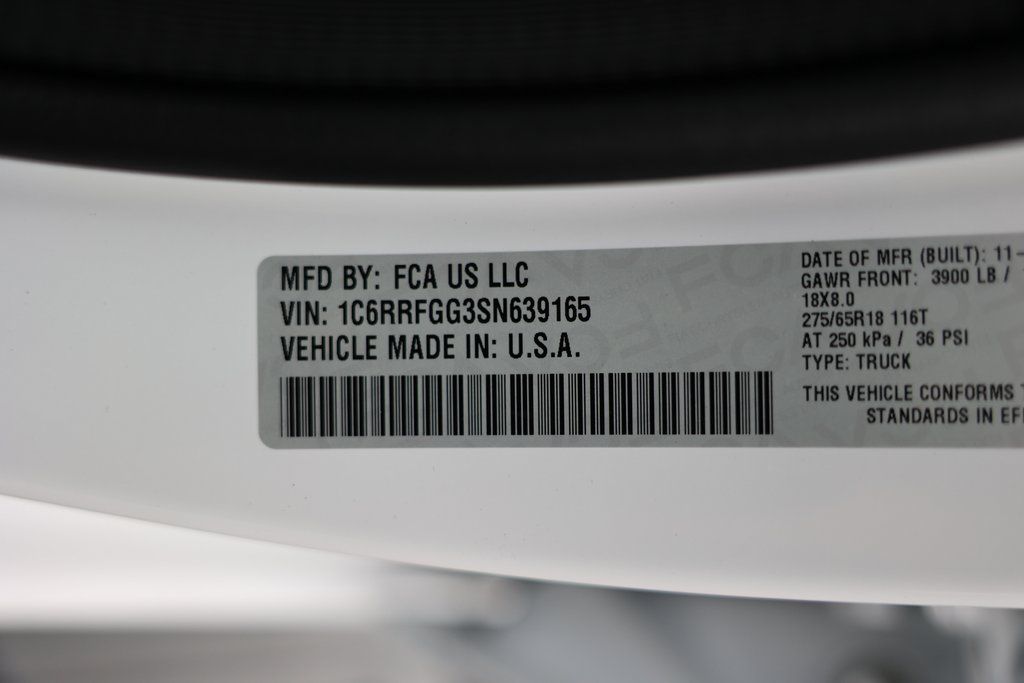 MFD BY: FCA US LLC
VIN: 1C6RRFGG3SN639165
VEHICLE MADE IN: U.S.A.
DATE OF MFR (BUILT): 11-
GAWR FRONT: 3900 LB /
18X8.0
275/65R18 116T
AT 250 kPa / 36 PSI
TYPE: TRUCK
THIS VEHICLE CONFORMS
STANDARDS IN